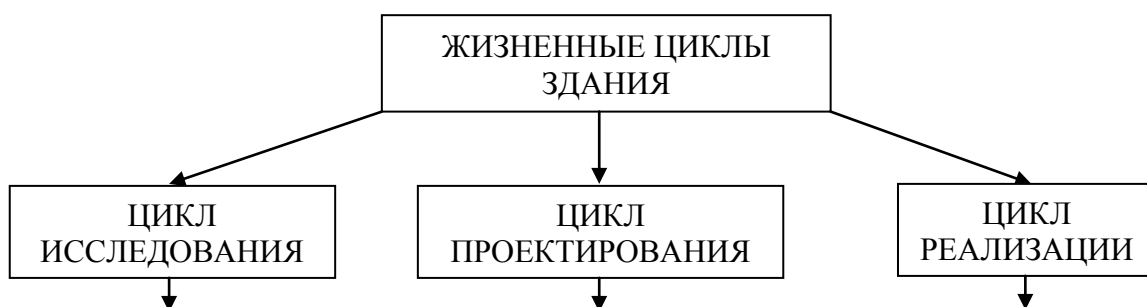 ЖИЗНЕННЫЕ ЦИКЛЫ
ЗДАНИЯ
ЦИКЛ
ИССЛЕДОВАНИЯ
ЦИКЛ
ПРОЕКТИРОВАНИЯ
ЦИКЛ
РЕАЛИЗАЦИИ